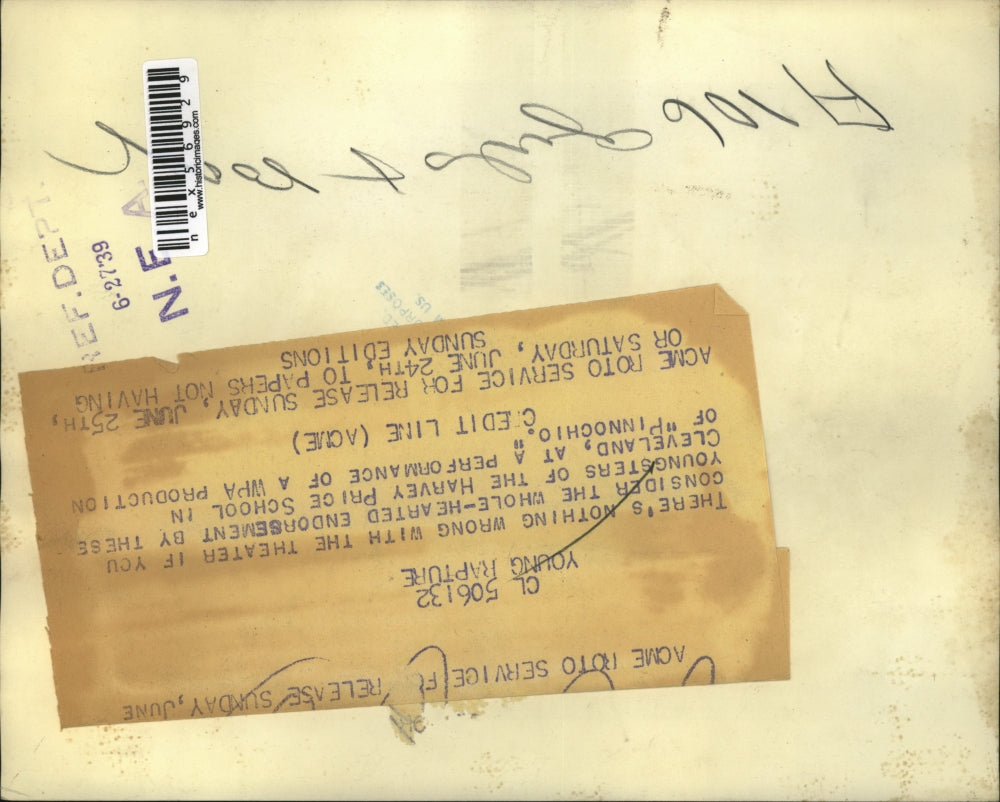 ACME ROTO SERVICE RELEASE SUNDAY, JUNE
CL 506132
YOUNG RAPTURE
THERE'S NOTHING WRONG WITH THE THEATER IF YOU
CONSIDER THE WHOLE-HEARTED ENDORSEMENT BY THESE
YOUNGSTERS OF THE HARVEY PRICE SCHOOL IN
CLEVELAND, AT A PERFORMANCE OF A WPA PRODUCTION
OF "PINNOCHIO."
CREDIT LINE (ACME)
ACME ROTO SERVICE FOR RELEASE SUNDAY, JUNE 25TH,
OR SATURDAY, JUNE 24TH, TO PAPERS NOT HAVING
SUNDAY EDITIONS
REF. DEPT
6-27-39
N. E. A
nex5696929
www.historicimages.com
A 106